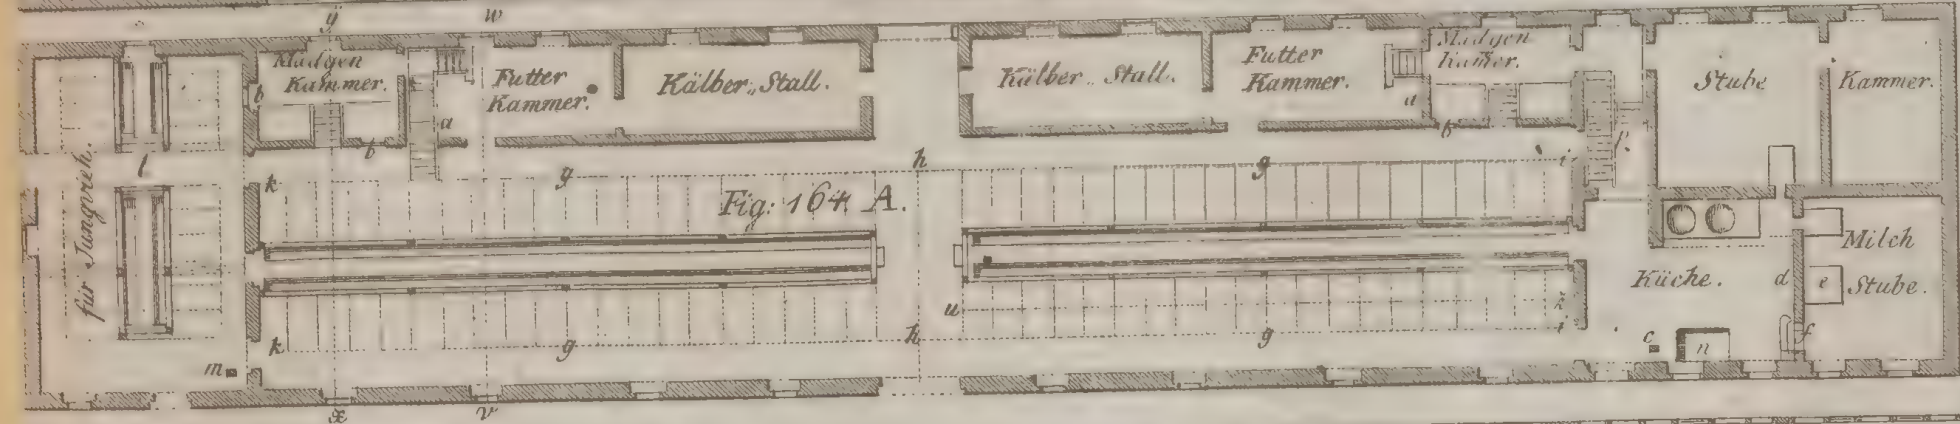 y
w
Mädgen
Kammer.
b
b
a
Futter
Kammer.
Kälber„Stall.
Kälber„Stall.
Futter
Kammer.
a
Mädgen
Kamer.
b
Stube
Kammer.
für Jungvieh.
l
k
g
h
g
i
l.
Fig: 164. A.
u
Küche.
d
e
Milch
Stube.
k
g
h
g
i
c
n
f
m
x
v